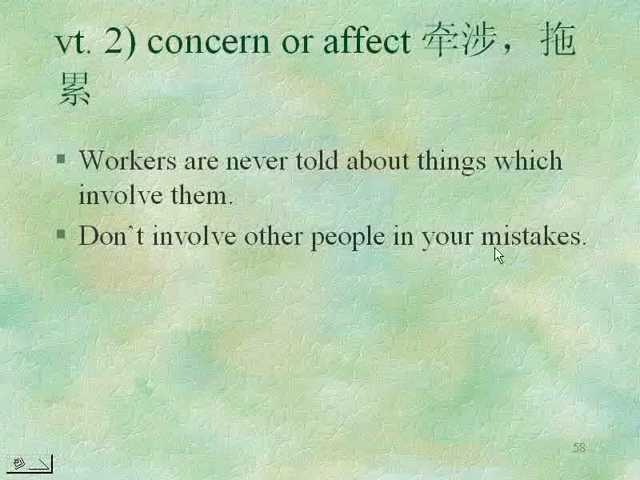 vt. 2) concern or affect 牵涉，拖
累
▪ Workers are never told about things which
involve them.
▪ Don't involve other people in your mistakes.
58